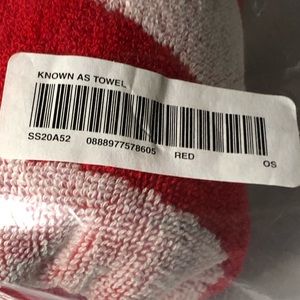 KNOWN AS TOWEL
SS20A52 0888977578605 RED OS